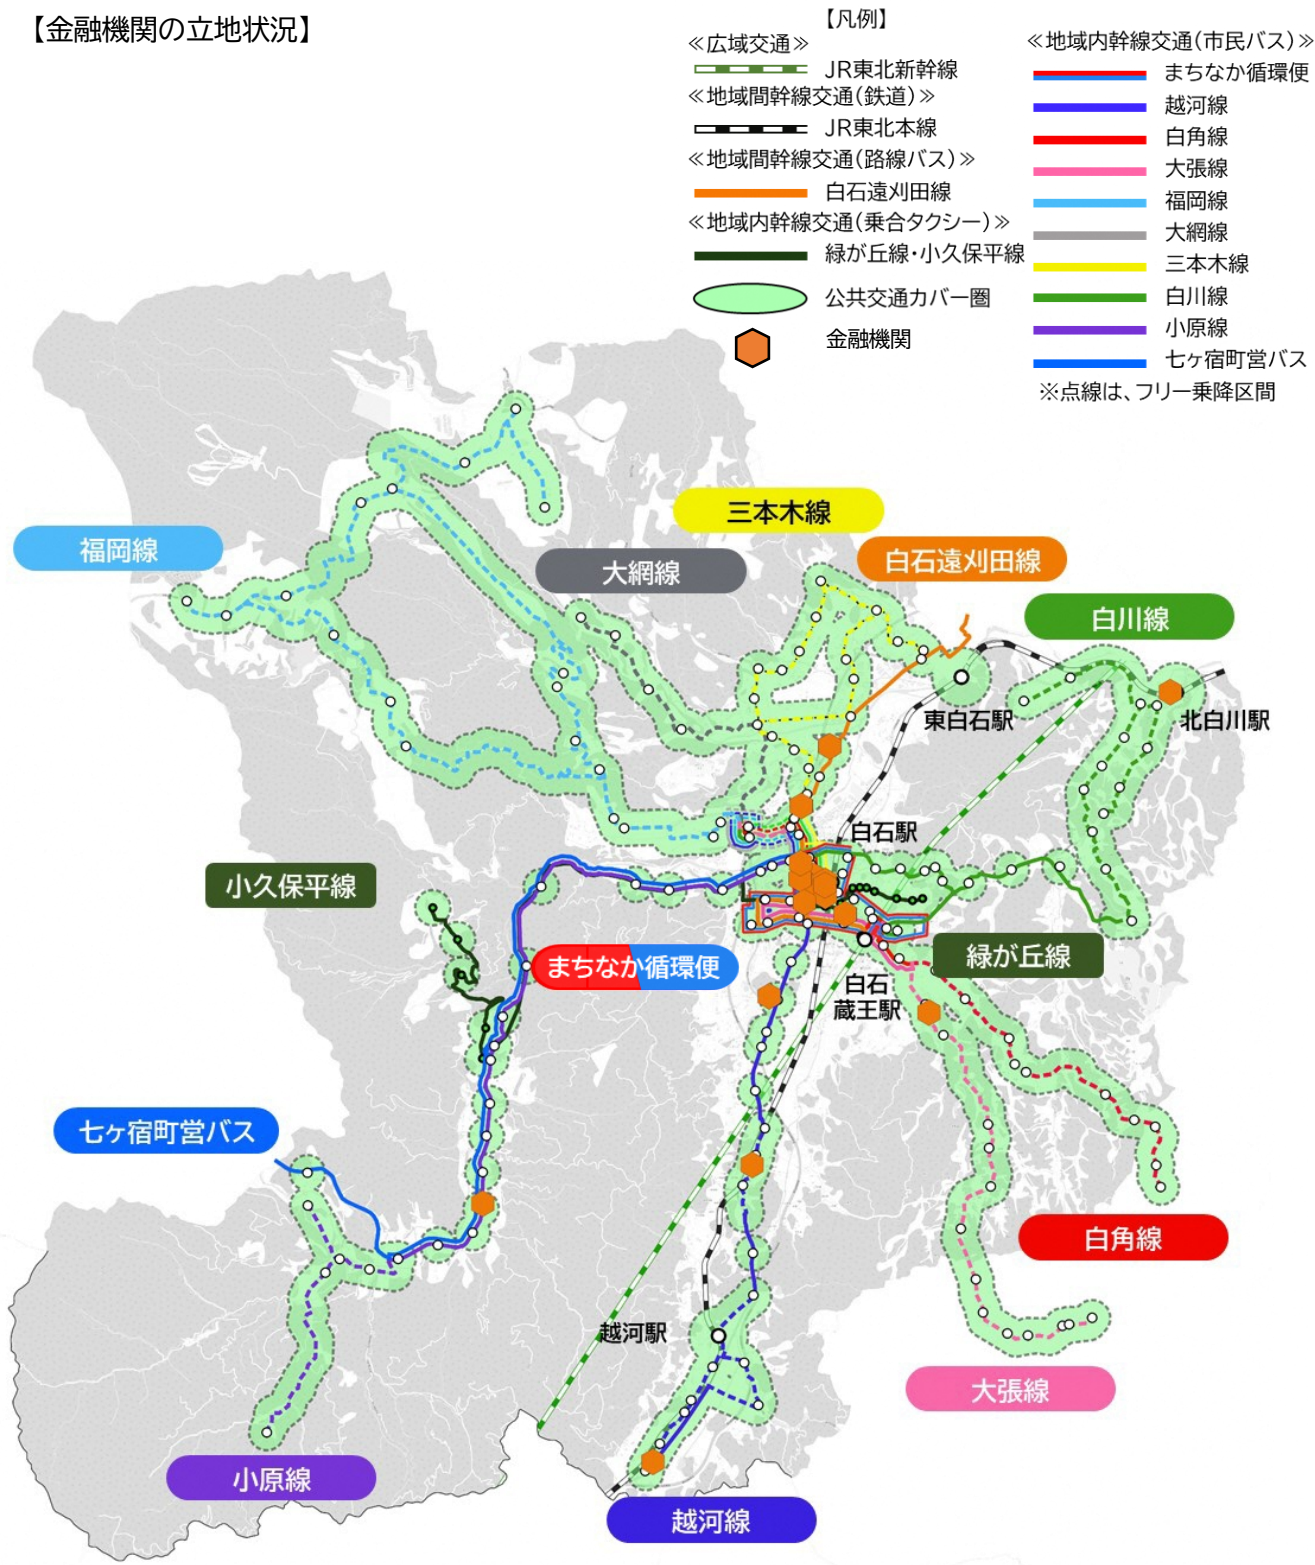 【金融機関の立地状況】
【凡例】
≪広域交通≫
JR東北新幹線
≪地域間幹線交通(鉄道)≫
JR東北本線
≪地域間幹線交通(路線バス)≫
白石遠刈田線
≪地域内幹線交通(乗合タクシー)≫
緑が丘線・小久保平線
公共交通カバー圏
金融機関
≪地域内幹線交通(市民バス)≫
まちなか循環便
越河線
白角線
大張線
福岡線
大網線
三本木線
白川線
小原線
七ヶ宿町営バス
※点線は、フリー乗降区間
三本木線
福岡線
大網線
白石遠刈田線
白川線
東白石駅
北白川駅
白石駅
小久保平線
まちなか循環便
緑が丘線
白石
蔵王駅
七ヶ宿町営バス
白角線
越河駅
大張線
小原線
越河線